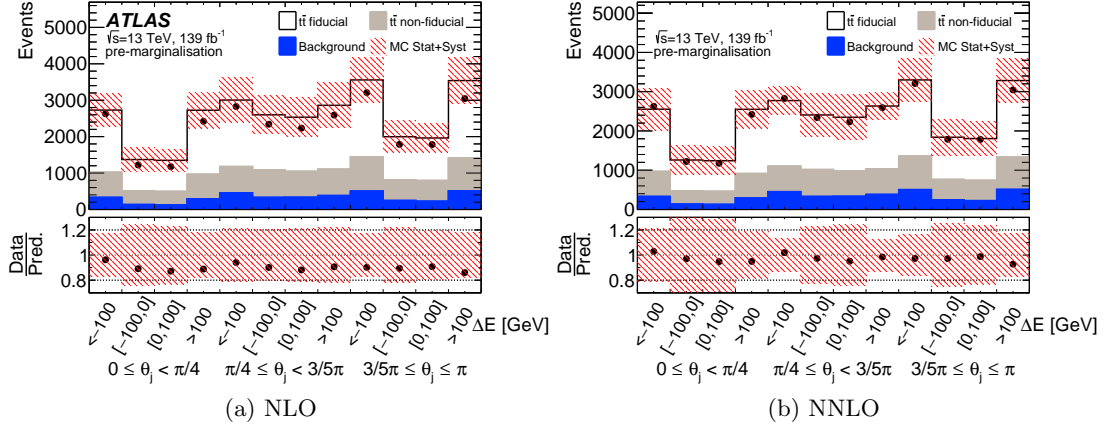 Events
5000
4000
3000
2000
1000
0
ATLAS
√s=13 TeV, 139 fb⁻¹
pre-marginalisation
tt̄ fiducial
tt̄ non-fiducial
Background
MC Stat+Syst
Data
Pred.
1.2
1
0.8
<-100 [-100,0] [0,100] >100 <-100 [-100,0] [0,100] >100 <-100 [-100,0] [0,100] >100
ΔE [GeV]
0 ≤ θj < π/4 π/4 ≤ θj < 3/5π 3/5π ≤ θj ≤ π
(a) NLO
Events
5000
4000
3000
2000
1000
0
√s=13 TeV, 139 fb⁻¹
pre-marginalisation
tt̄ fiducial
tt̄ non-fiducial
Background
MC Stat+Syst
Data
Pred.
1.2
1
0.8
<-100 [-100,0] [0,100] >100 <-100 [-100,0] [0,100] >100 <-100 [-100,0] [0,100] >100
ΔE [GeV]
0 ≤ θj < π/4 π/4 ≤ θj < 3/5π 3/5π ≤ θj ≤ π
(b) NNLO